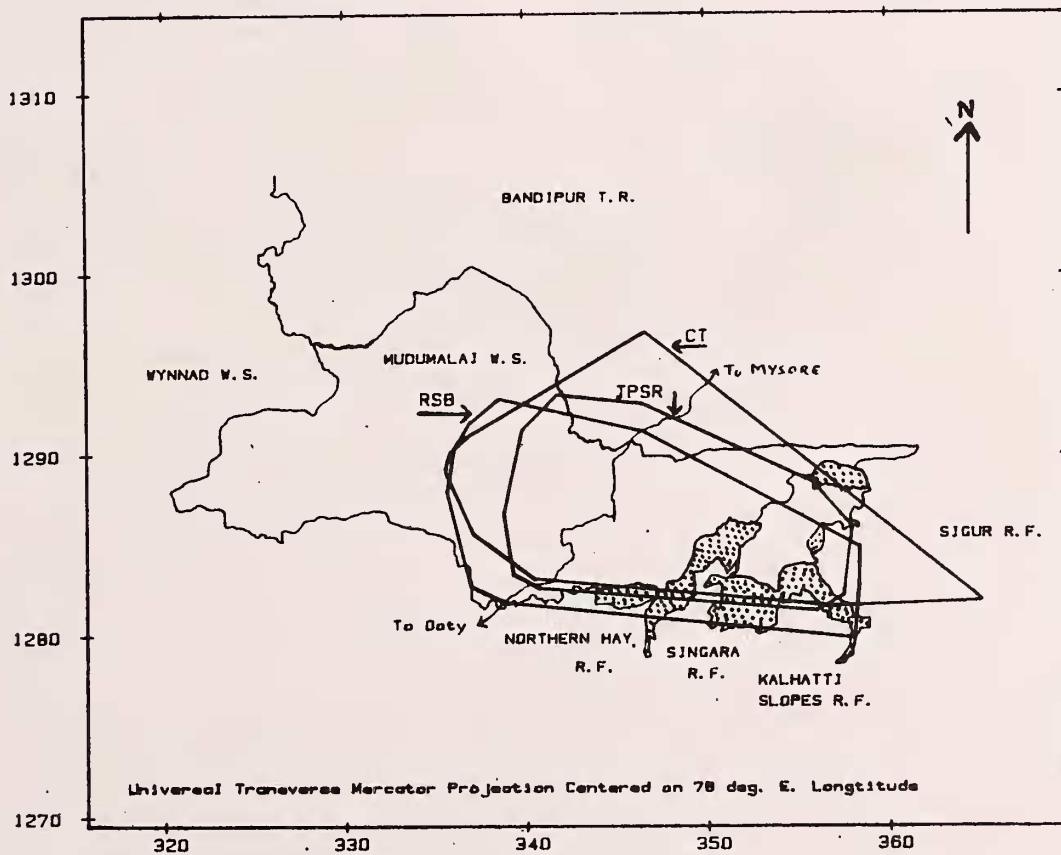 1310
N
BANDIPUR T. R.
1300
CT
MUDUMALAI W. S.
WYNNAD W. S.
To MYSORE
JPSR
RSB
1290
SIGUR R. F.
1280
To Ooty
NORTHERN HAY.
R. F.
SINGARA
R. F.
KALHATTI
SLOPES R. F.
Universal Transverse Mercator Projection Centered on 78 deg. E. Longtitude
1270
320
330
340
350
360